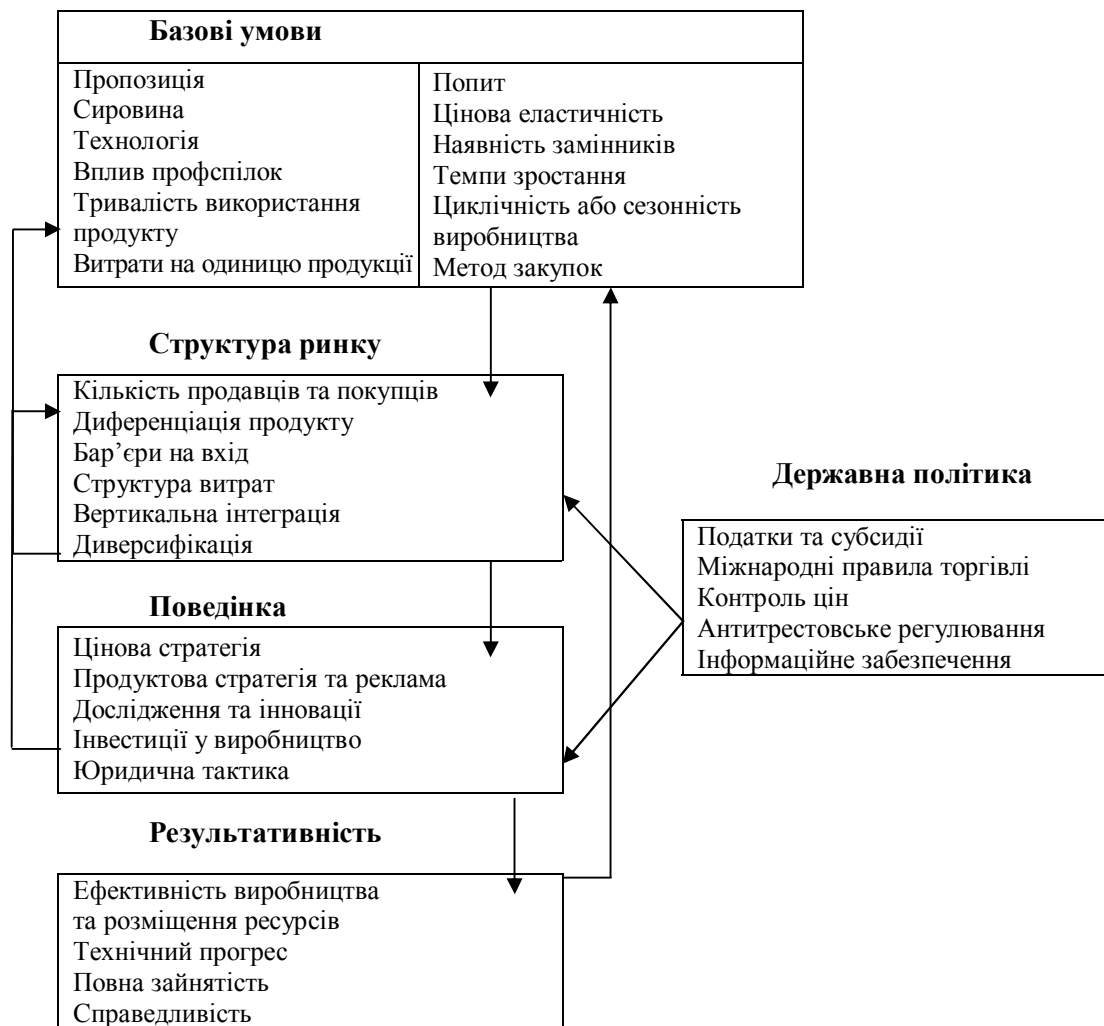 Базові умови
Пропозиція
Сировина
Технологія
Вплив профспілок
Тривалість використання
продукту
Витрати на одиницю продукції
Попит
Цінова еластичність
Наявність замінників
Темпи зростання
Циклічність або сезонність
виробництва
Метод закупок
Структура ринку
Кількість продавців та покупців
Диференціація продукту
Бар’єри на вхід
Структура витрат
Вертикальна інтеграція
Диверсифікація
Державна політика
Податки та субсидії
Міжнародні правила торгівлі
Контроль цін
Антитрестовське регулювання
Інформаційне забезпечення
Поведінка
Цінова стратегія
Продуктова стратегія та реклама
Дослідження та інновації
Інвестиції у виробництво
Юридична тактика
Результативність
Ефективність виробництва
та розміщення ресурсів
Технічний прогрес
Повна зайнятість
Справедливість